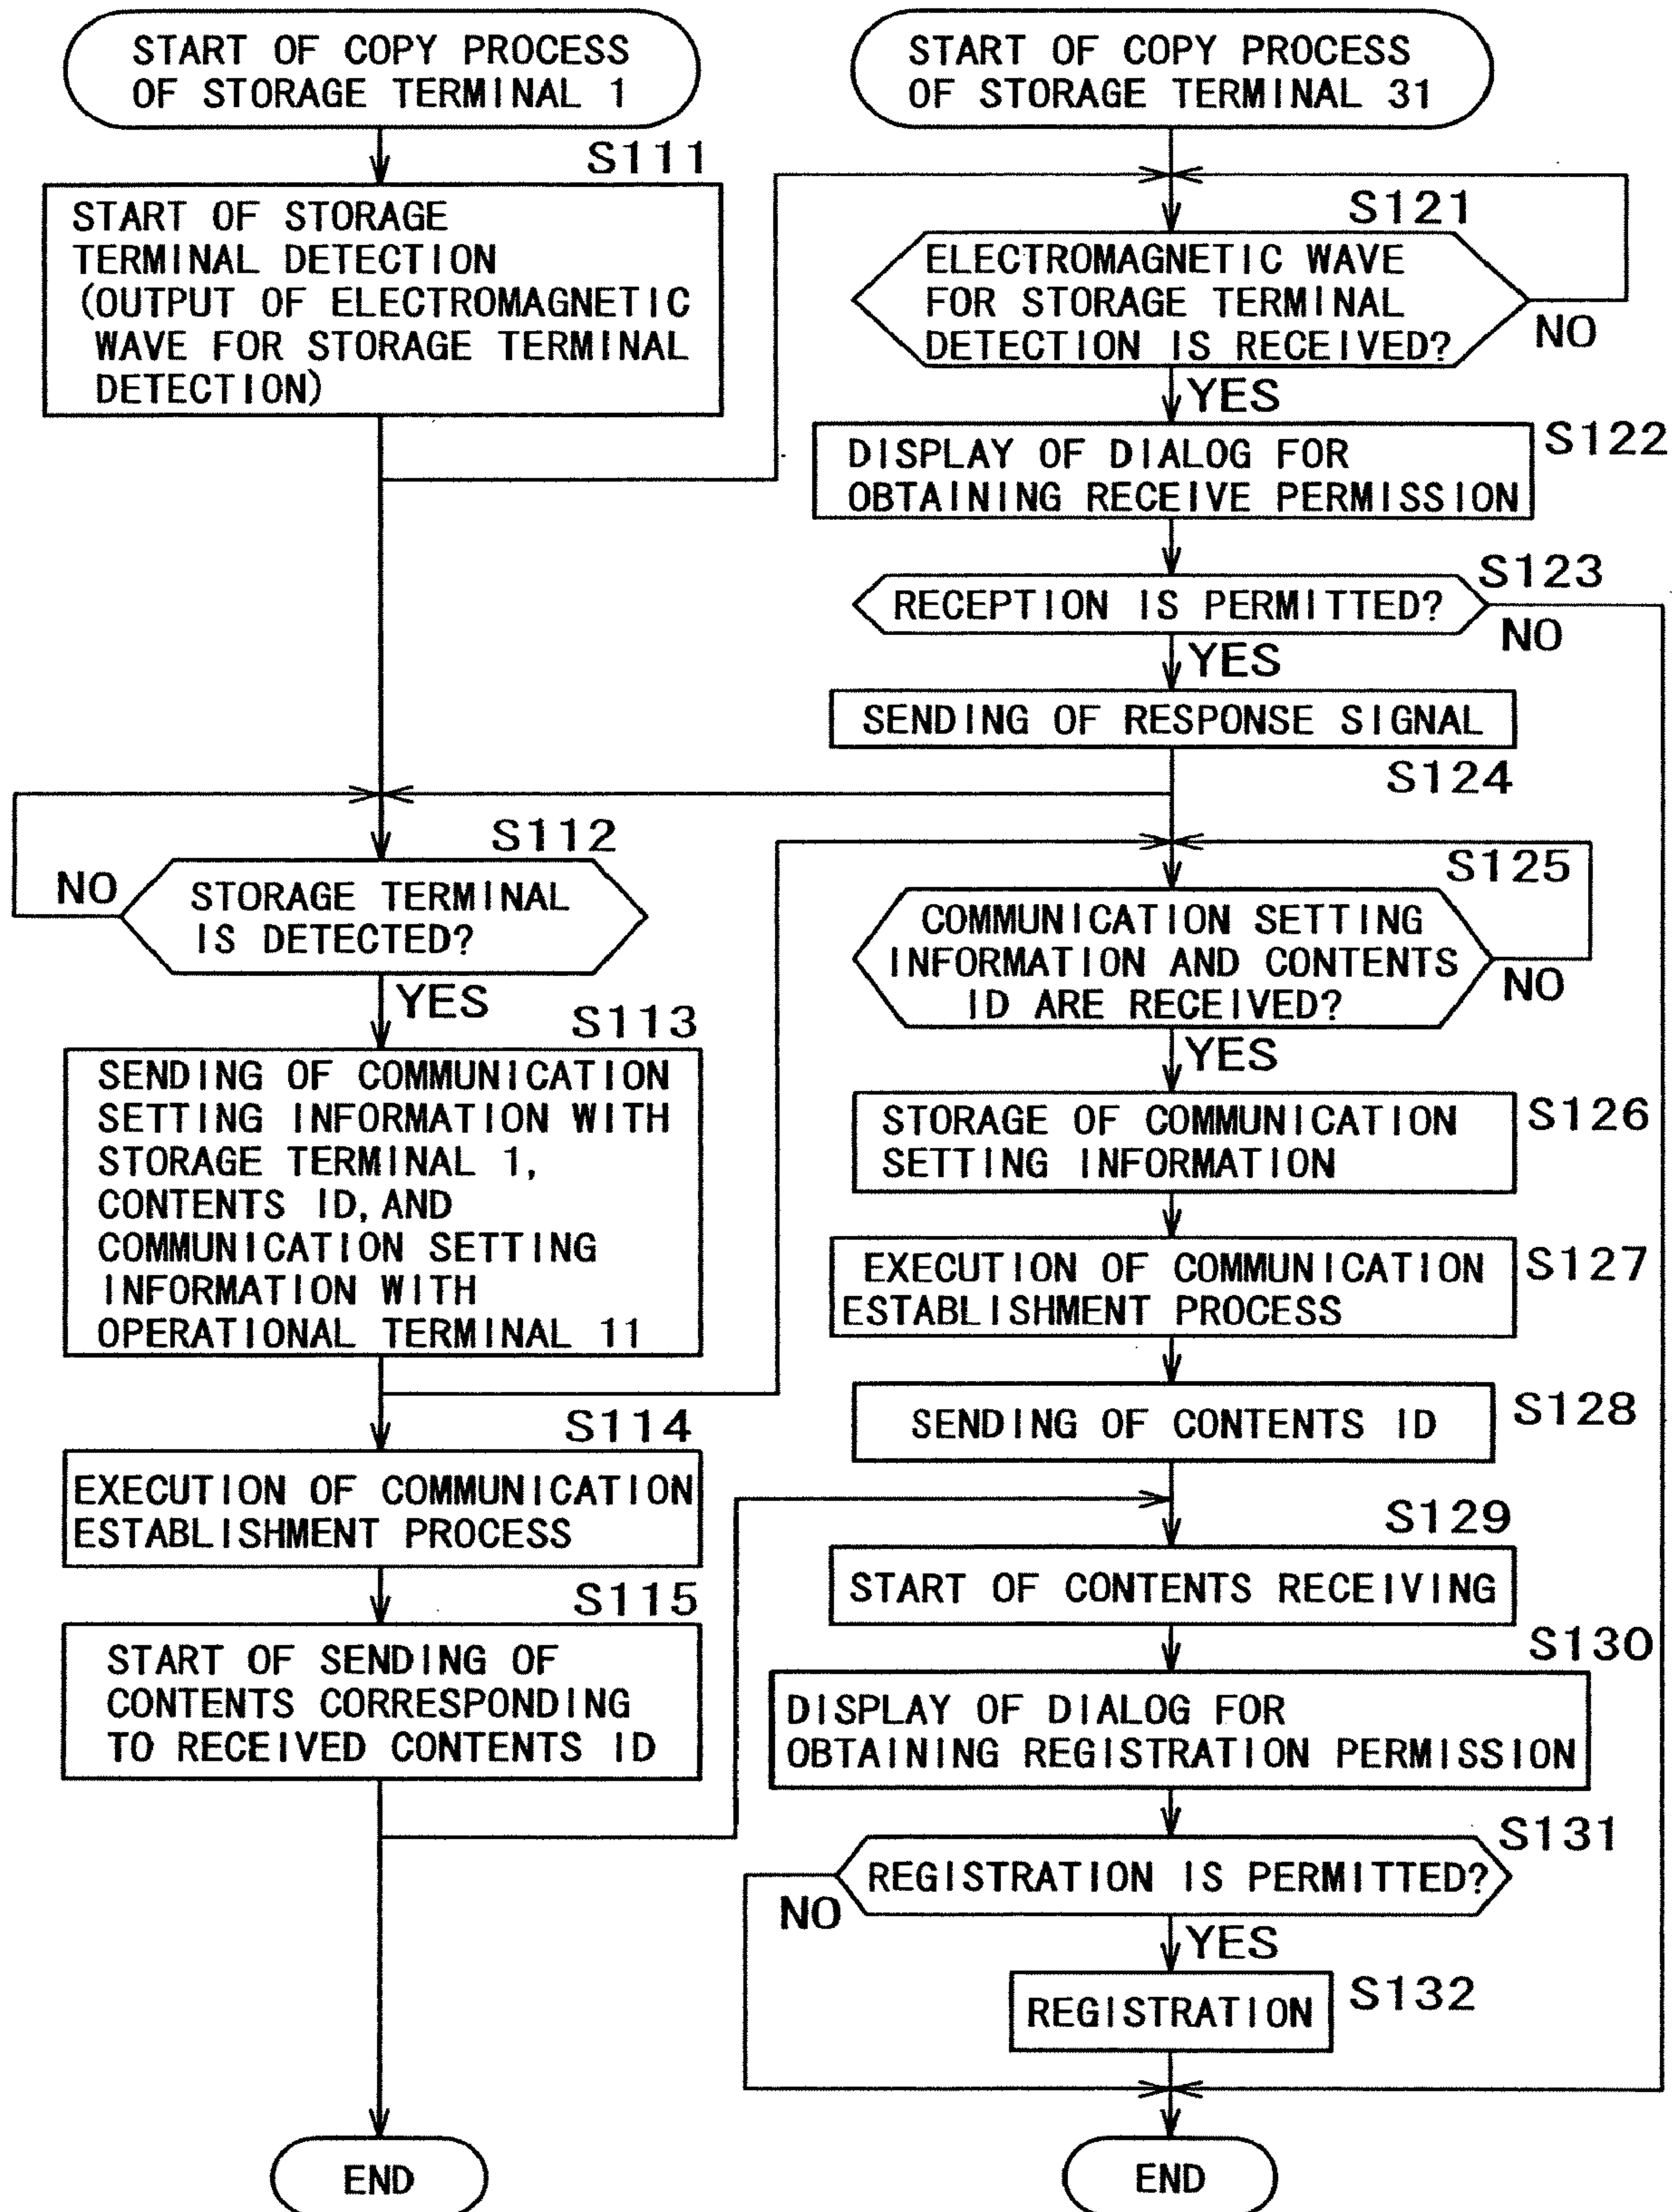 START OF COPY PROCESS
OF STORAGE TERMINAL 1
S111
START OF STORAGE
TERMINAL DETECTION
(OUTPUT OF ELECTROMAGNETIC
WAVE FOR STORAGE TERMINAL
DETECTION)
S112
STORAGE TERMINAL
IS DETECTED?
NO
YES
S113
SENDING OF COMMUNICATION
SETTING INFORMATION WITH
STORAGE TERMINAL 1,
CONTENTS ID, AND
COMMUNICATION SETTING
INFORMATION WITH
OPERATIONAL TERMINAL 11
S114
EXECUTION OF COMMUNICATION
ESTABLISHMENT PROCESS
S115
START OF SENDING OF
CONTENTS CORRESPONDING
TO RECEIVED CONTENTS ID
END
START OF COPY PROCESS
OF STORAGE TERMINAL 31
S121
ELECTROMAGNETIC WAVE
FOR STORAGE TERMINAL
DETECTION IS RECEIVED?
NO
YES
S122
DISPLAY OF DIALOG FOR
OBTAINING RECEIVE PERMISSION
S123
RECEPTION IS PERMITTED?
NO
YES
SENDING OF RESPONSE SIGNAL
S124
S125
COMMUNICATION SETTING
INFORMATION AND CONTENTS
ID ARE RECEIVED?
NO
YES
S126
STORAGE OF COMMUNICATION
SETTING INFORMATION
S127
EXECUTION OF COMMUNICATION
ESTABLISHMENT PROCESS
S128
SENDING OF CONTENTS ID
S129
START OF CONTENTS RECEIVING
S130
DISPLAY OF DIALOG FOR
OBTAINING REGISTRATION PERMISSION
S131
REGISTRATION IS PERMITTED?
NO
YES
S132
REGISTRATION
END